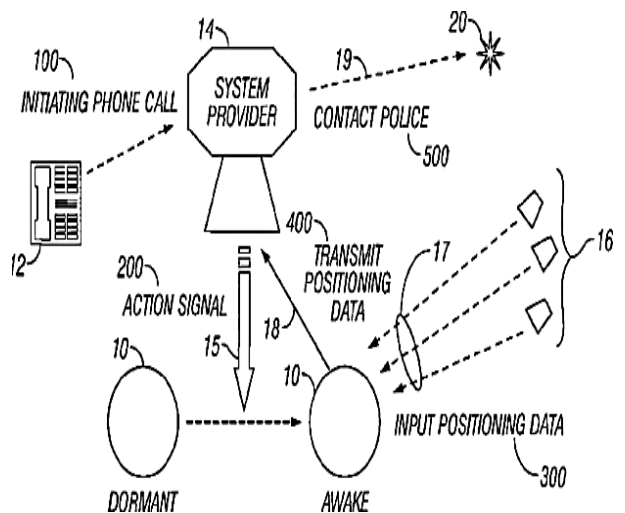 14
20
100
19
INITIATING PHONE CALL
SYSTEM
PROVIDER
CONTACT POLICE
500
12
400
17
16
200
TRANSMIT
POSITIONING
DATA
ACTION SIGNAL
18
15
10
10
INPUT POSITIONING DATA
300
DORMANT
AWAKE